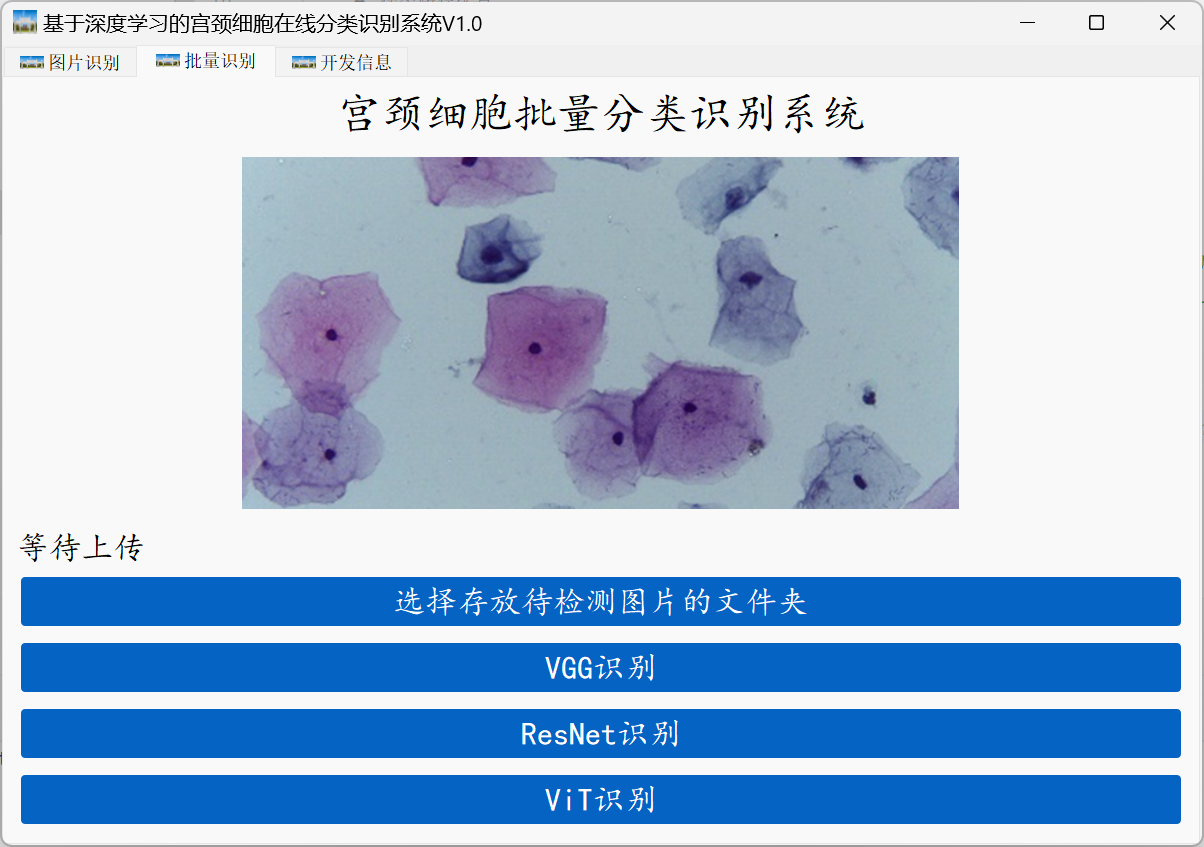 基于深度学习的宫颈细胞在线分类识别系统V1.0
图片识别 批量识别 开发信息
宫颈细胞批量分类识别系统
等待上传
选择存放待检测图片的文件夹
VGG识别
ResNet识别
ViT识别